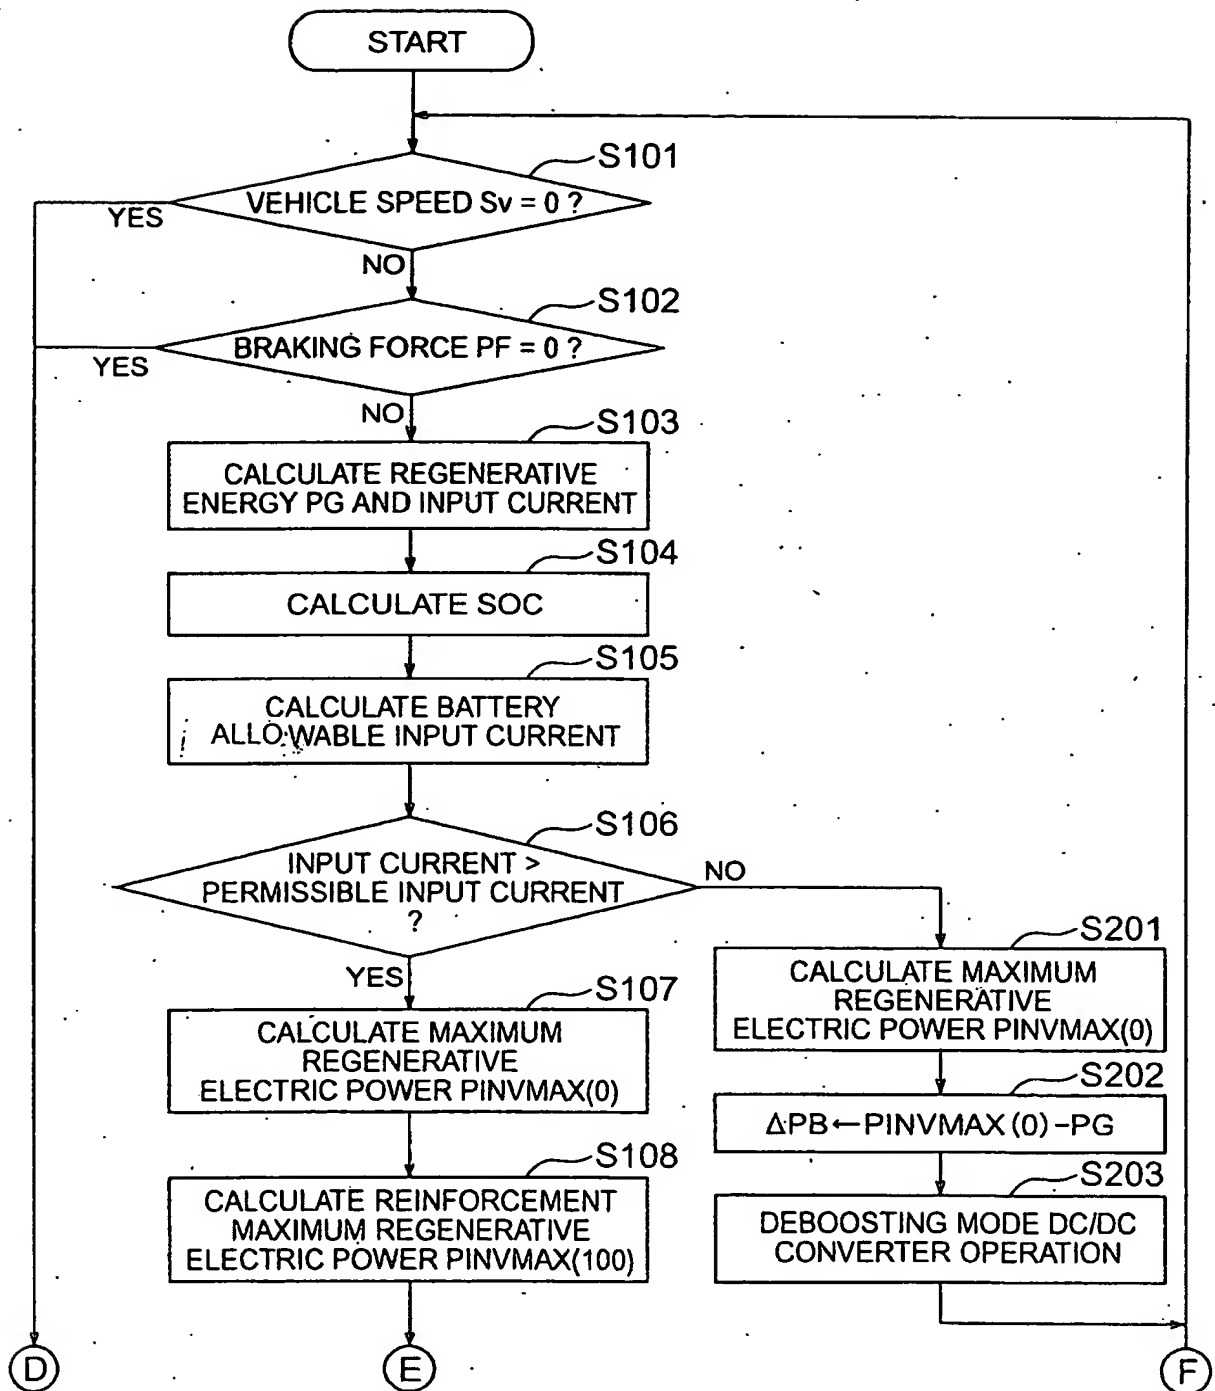 START
S101
VEHICLE SPEED Sv = 0 ?
YES
NO
S102
BRAKING FORCE PF = 0 ?
YES
NO
S103
CALCULATE REGENERATIVE
ENERGY PG AND INPUT CURRENT
S104
CALCULATE SOC
S105
CALCULATE BATTERY
ALLOWABLE INPUT CURRENT
S106
INPUT CURRENT >
PERMISSIBLE INPUT CURRENT
?
NO
YES
S107
CALCULATE MAXIMUM
REGENERATIVE
ELECTRIC POWER PINVMAX(0)
S108
CALCULATE REINFORCEMENT
MAXIMUM REGENERATIVE
ELECTRIC POWER PINVMAX(100)
S201
CALCULATE MAXIMUM
REGENERATIVE
ELECTRIC POWER PINVMAX(0)
S202
ΔPB←PINVMAX(0)-PG
S203
DEBOOSTING MODE DC/DC
CONVERTER OPERATION
D
E
F